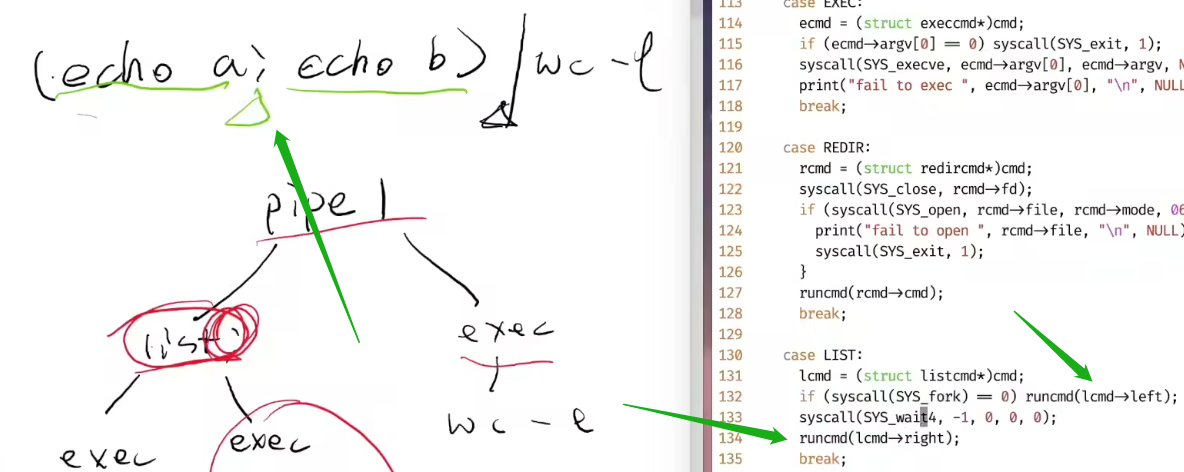 (echo a; echo b) | wc -l
pipe |
list ;
exec
exec
exec
wc - l
113 case EXEC:
114 ecmd = (struct execcmd*)cmd;
115 if (ecmd→argv[0] == 0) syscall(SYS_exit, 1);
116 syscall(SYS_execve, ecmd→argv[0], ecmd→argv, N
117 print("fail to exec ", ecmd→argv[0], "\n", NULL
118 break;
119
120 case REDIR:
121 rcmd = (struct redircmd*)cmd;
122 syscall(SYS_close, rcmd→fd);
123 if (syscall(SYS_open, rcmd→file, rcmd→mode, 06
124 print("fail to open ", rcmd→file, "\n", NULL)
125 syscall(SYS_exit, 1);
126 }
127 runcmd(rcmd→cmd);
128 break;
129
130 case LIST:
131 lcmd = (struct listcmd*)cmd;
132 if (syscall(SYS_fork) == 0) runcmd(lcmd→left);
133 syscall(SYS_wait4, -1, 0, 0, 0);
134 runcmd(lcmd→right);
135 break;